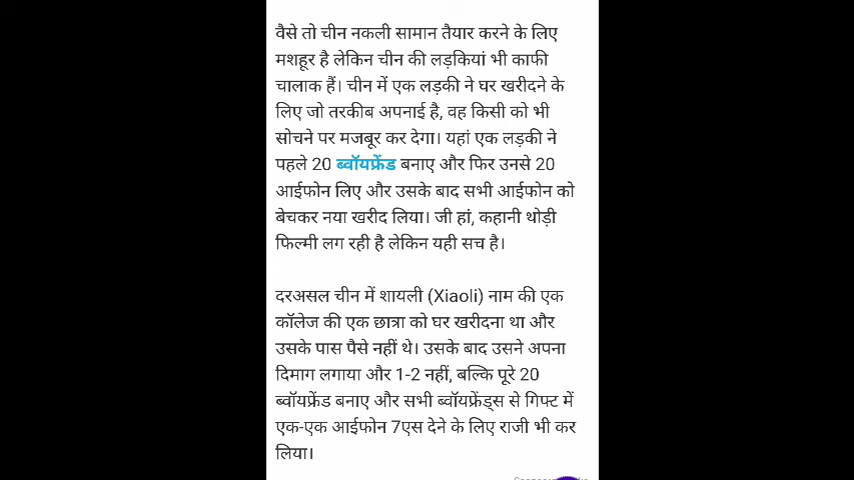 वैसे तो चीन नकली सामान तैयार करने के लिए
मशहूर है लेकिन चीन की लड़कियां भी काफी
चालाक हैं। चीन में एक लड़की ने घर खरीदने के
लिए जो तरकीब अपनाई है, वह किसी को भी
सोचने पर मजबूर कर देगा। यहां एक लड़की ने
पहले 20 ब्वॉयफ्रेंड बनाए और फिर उनसे 20
आईफोन लिए और उसके बाद सभी आईफोन को
बेचकर नया खरीद लिया। जी हां, कहानी थोड़ी
फिल्मी लग रही है लेकिन यही सच है।
दरअसल चीन में शायली (Xiaoli) नाम की एक
कॉलेज की एक छात्रा को घर खरीदना था और
उसके पास पैसे नहीं थे। उसके बाद उसने अपना
दिमाग लगाया और 1-2 नहीं, बल्कि पूरे 20
ब्वॉयफ्रेंड बनाए और सभी ब्वॉयफ्रेंड्स से गिफ्ट में
एक-एक आईफोन 7एस देने के लिए राजी भी कर
लिया।